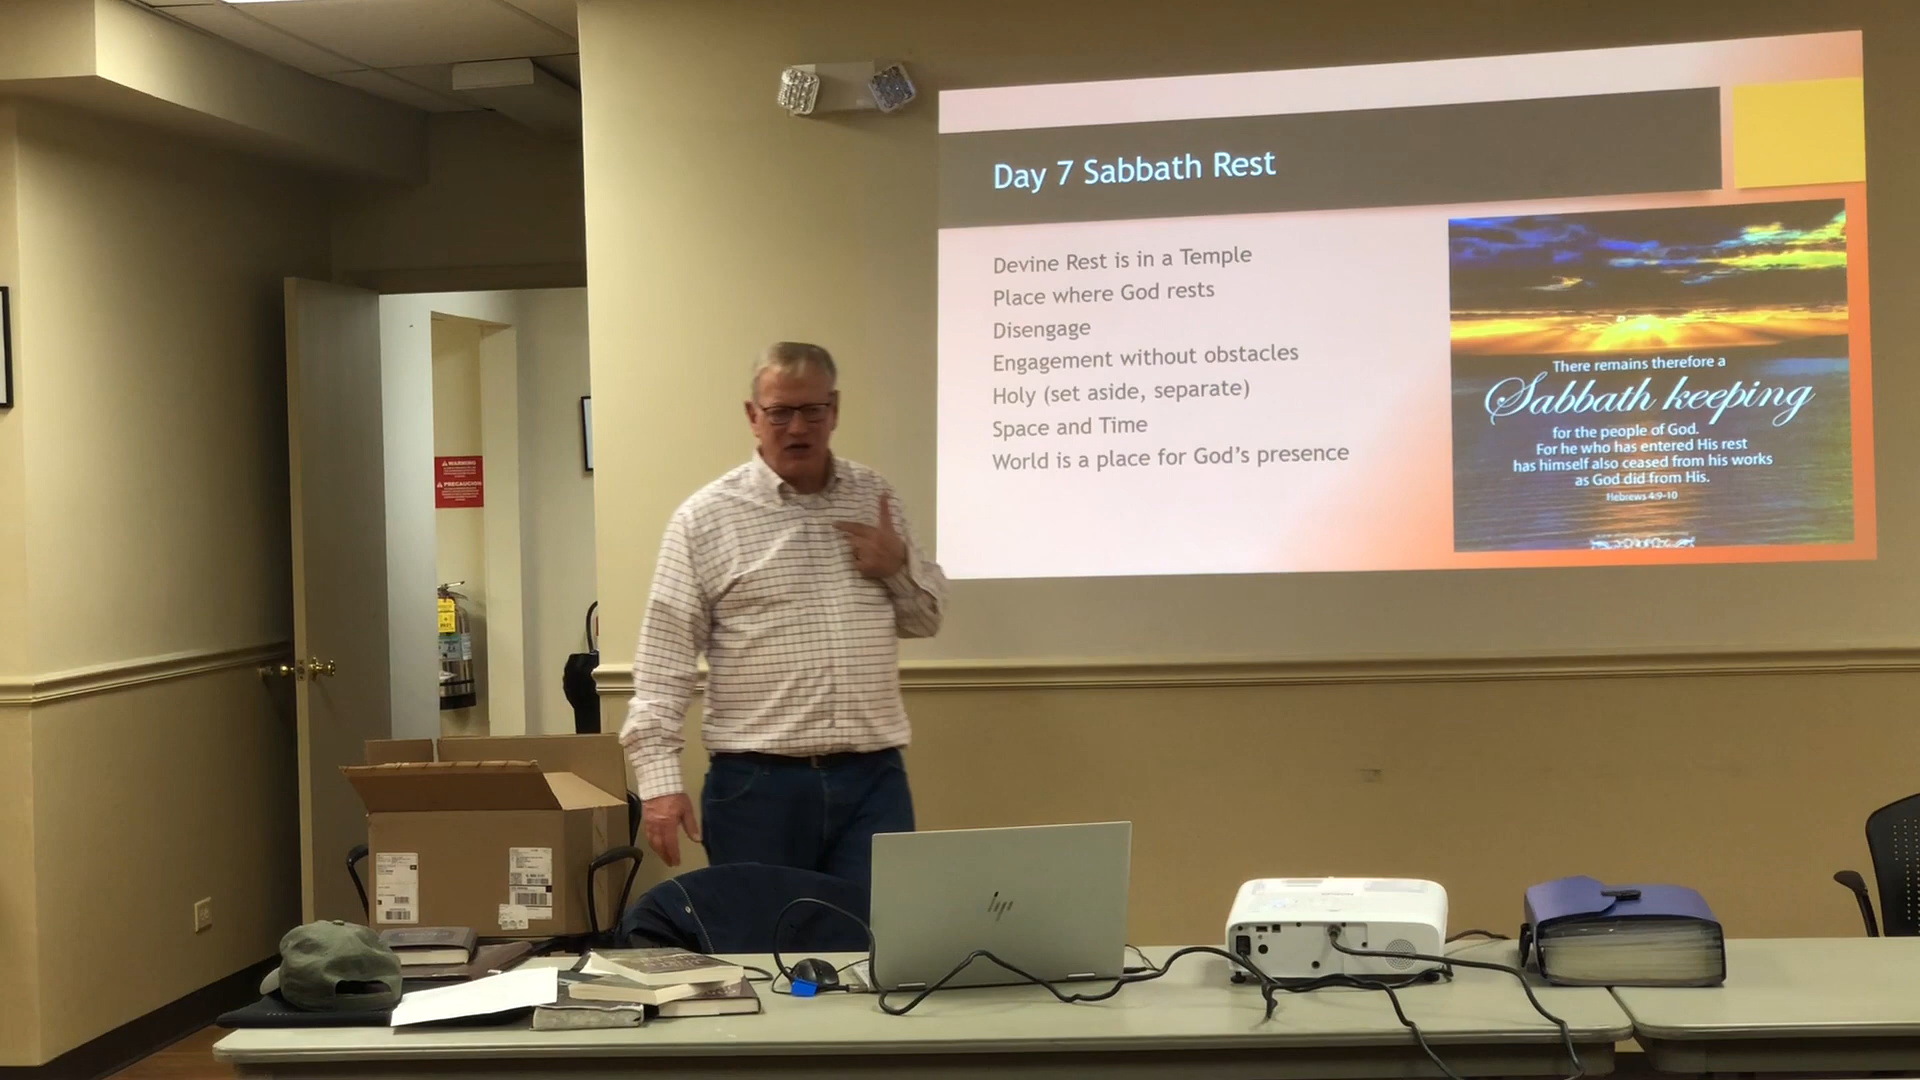 Day 7 Sabbath Rest
Devine Rest is in a Temple
Place where God rests
Disengage
Engagement without obstacles
Holy (set aside, separate)
Space and Time
World is a place for God's presence
There remains therefore a
Sabbath keeping
for the people of God.
For he who has entered His rest
has himself also ceased from his works
as God did from His.
Hebrews 4:9-10
WARNING
PRECAUCION
hp